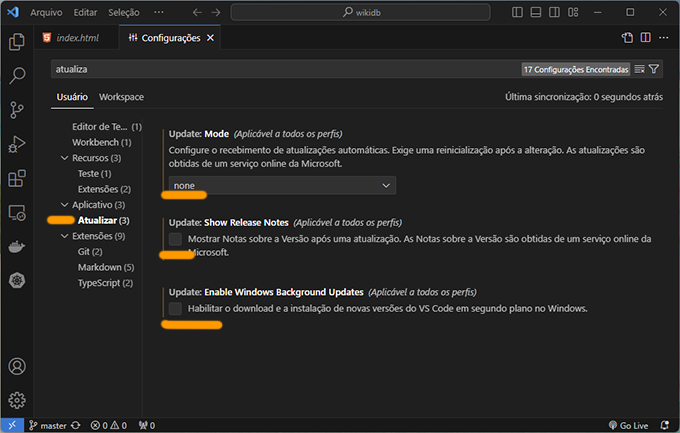 Arquivo Editar Seleção ... wikidb
index.html Configurações
atualiza 17 Configurações Encontradas
Usuário Workspace Última sincronização: 0 segundos atrás
Editor de Te... (1)
Workbench (1)
Recursos (3)
Teste (1)
Extensões (2)
Aplicativo (3)
Atualizar (3)
Extensões (9)
Git (2)
Markdown (5)
TypeScript (2)
Update: Mode (Aplicável a todos os perfis)
Configure o recebimento de atualizações automáticas. Exige uma reinicialização após a alteração. As atualizações são
obtidas de um serviço online da Microsoft.
none
Update: Show Release Notes (Aplicável a todos os perfis)
Mostrar Notas sobre a Versão após uma atualização. As Notas sobre a Versão são obtidas de um serviço online da
Microsoft.
Update: Enable Windows Background Updates (Aplicável a todos os perfis)
Habilitar o download e a instalação de novas versões do VS Code em segundo plano no Windows.
master 0 0 0 Go Live